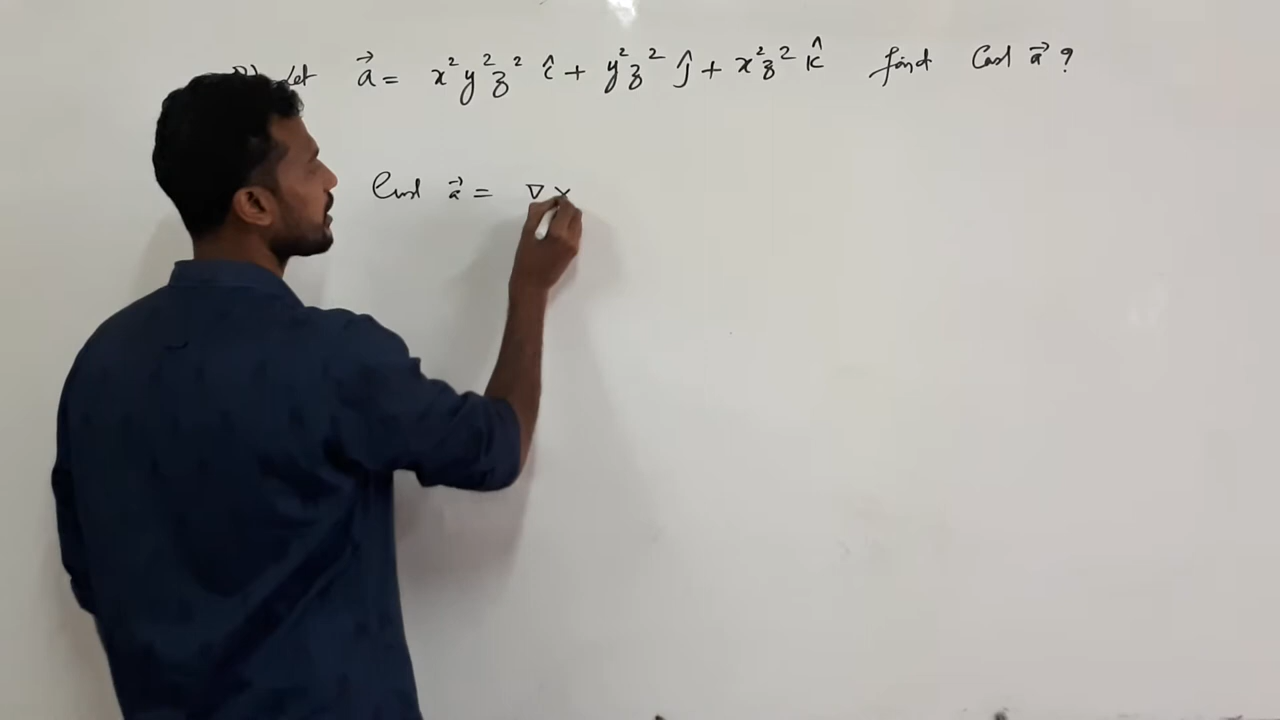 Let a⃗ = x²y²z² î + y²z² ĵ + x²z² k̂ find Curl a⃗ ?
Curl a⃗ = ∇ ×